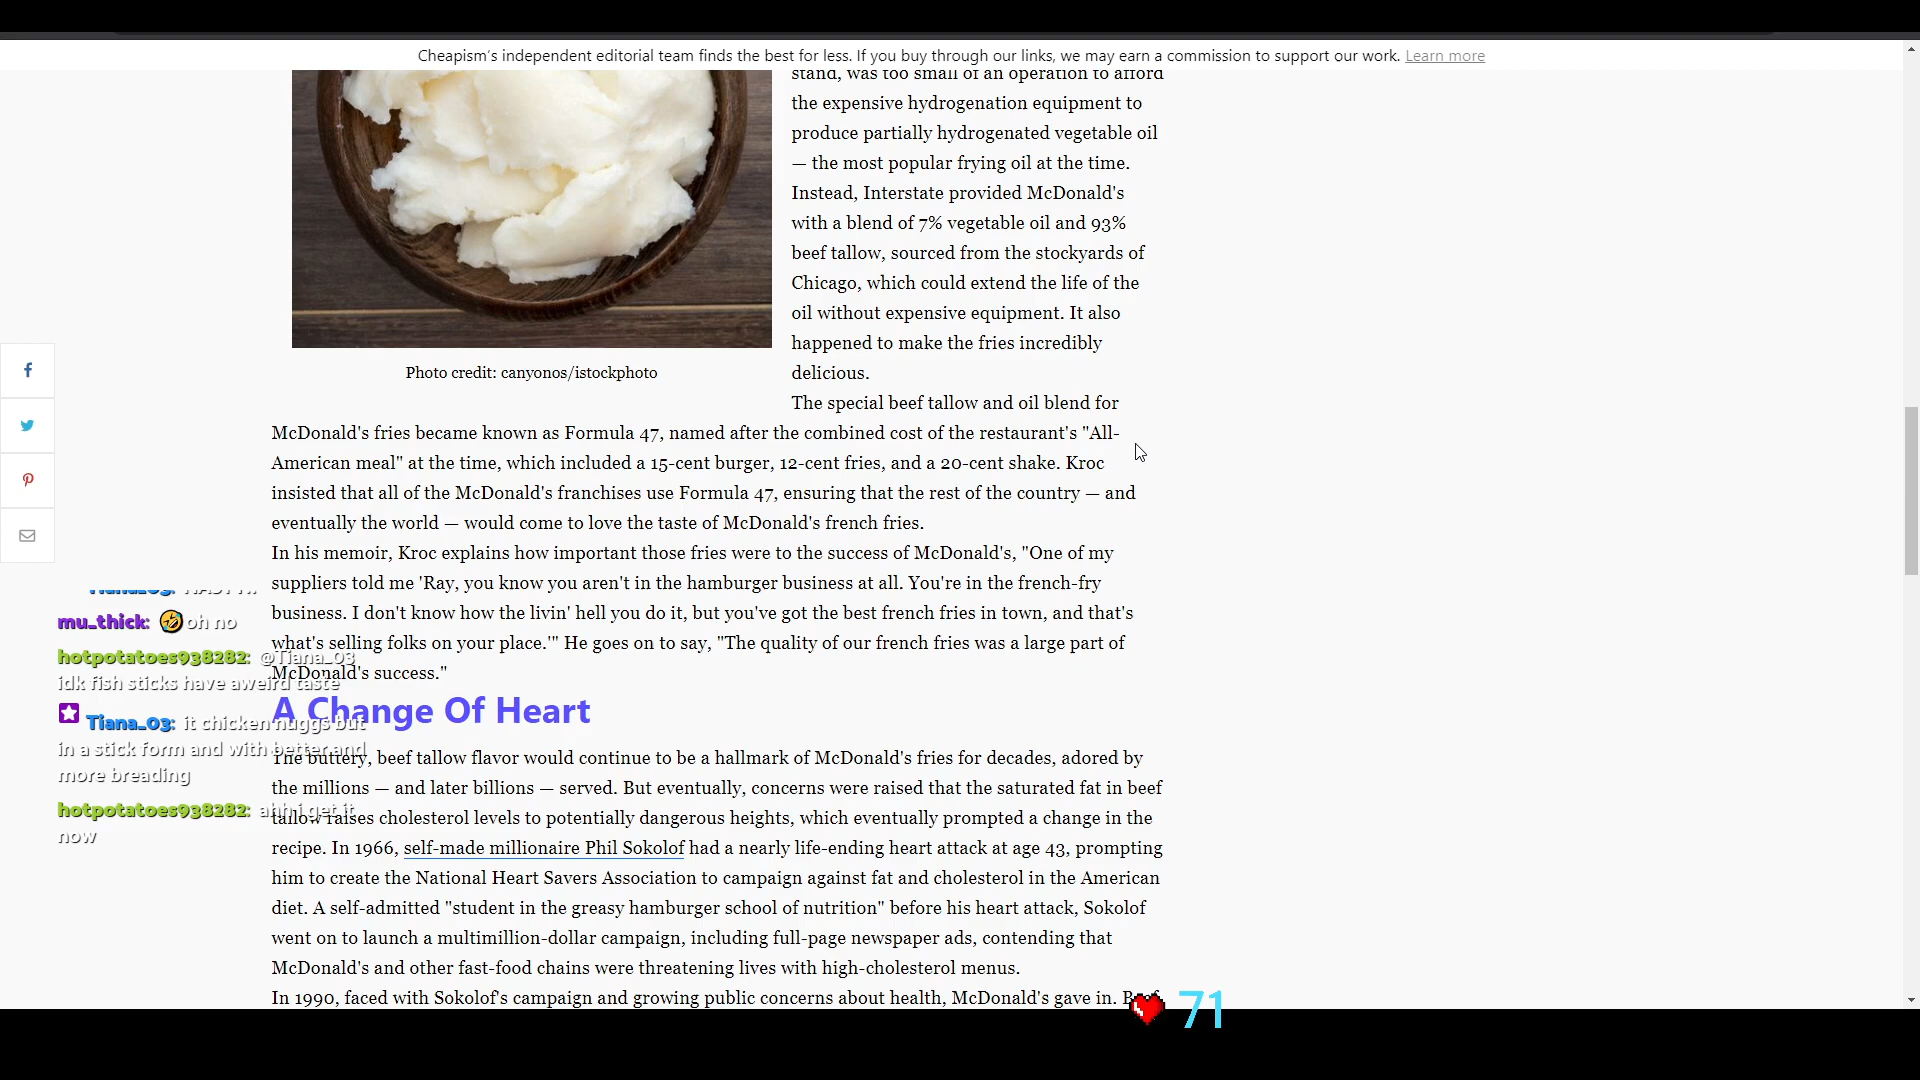 Cheapism's independent editorial team finds the best for less. If you buy through our links, we may earn a commission to support our work. Learn more
stand, was too small of an operation to afford
the expensive hydrogenation equipment to
produce partially hydrogenated vegetable oil
— the most popular frying oil at the time.
Instead, Interstate provided McDonald's
with a blend of 7% vegetable oil and 93%
beef tallow, sourced from the stockyards of
Chicago, which could extend the life of the
oil without expensive equipment. It also
happened to make the fries incredibly
delicious.
Photo credit: canyonos/istockphoto
The special beef tallow and oil blend for
McDonald's fries became known as Formula 47, named after the combined cost of the restaurant's "All-
American meal" at the time, which included a 15-cent burger, 12-cent fries, and a 20-cent shake. Kroc
insisted that all of the McDonald's franchises use Formula 47, ensuring that the rest of the country — and
eventually the world — would come to love the taste of McDonald's french fries.
In his memoir, Kroc explains how important those fries were to the success of McDonald's, "One of my
suppliers told me 'Ray, you know you aren't in the hamburger business at all. You're in the french-fry
business. I don't know how the livin' hell you do it, but you've got the best french fries in town, and that's
what's selling folks on your place.'" He goes on to say, "The quality of our french fries was a large part of
McDonald's success."
A Change Of Heart
The buttery, beef tallow flavor would continue to be a hallmark of McDonald's fries for decades, adored by
the millions — and later billions — served. But eventually, concerns were raised that the saturated fat in beef
tallow raises cholesterol levels to potentially dangerous heights, which eventually prompted a change in the
recipe. In 1966, self-made millionaire Phil Sokolof had a nearly life-ending heart attack at age 43, prompting
him to create the National Heart Savers Association to campaign against fat and cholesterol in the American
diet. A self-admitted "student in the greasy hamburger school of nutrition" before his heart attack, Sokolof
went on to launch a multimillion-dollar campaign, including full-page newspaper ads, contending that
McDonald's and other fast-food chains were threatening lives with high-cholesterol menus.
In 1990, faced with Sokolof's campaign and growing public concerns about health, McDonald's gave in. Beef
mu_thick: oh no
hotpotatoes938282: @Tiana_03
idk fish sticks have aweird taste
Tiana_03: it chicken nuggs but
in a stick form and with better and
more breading
hotpotatoes938282: ahh i get it
now
71